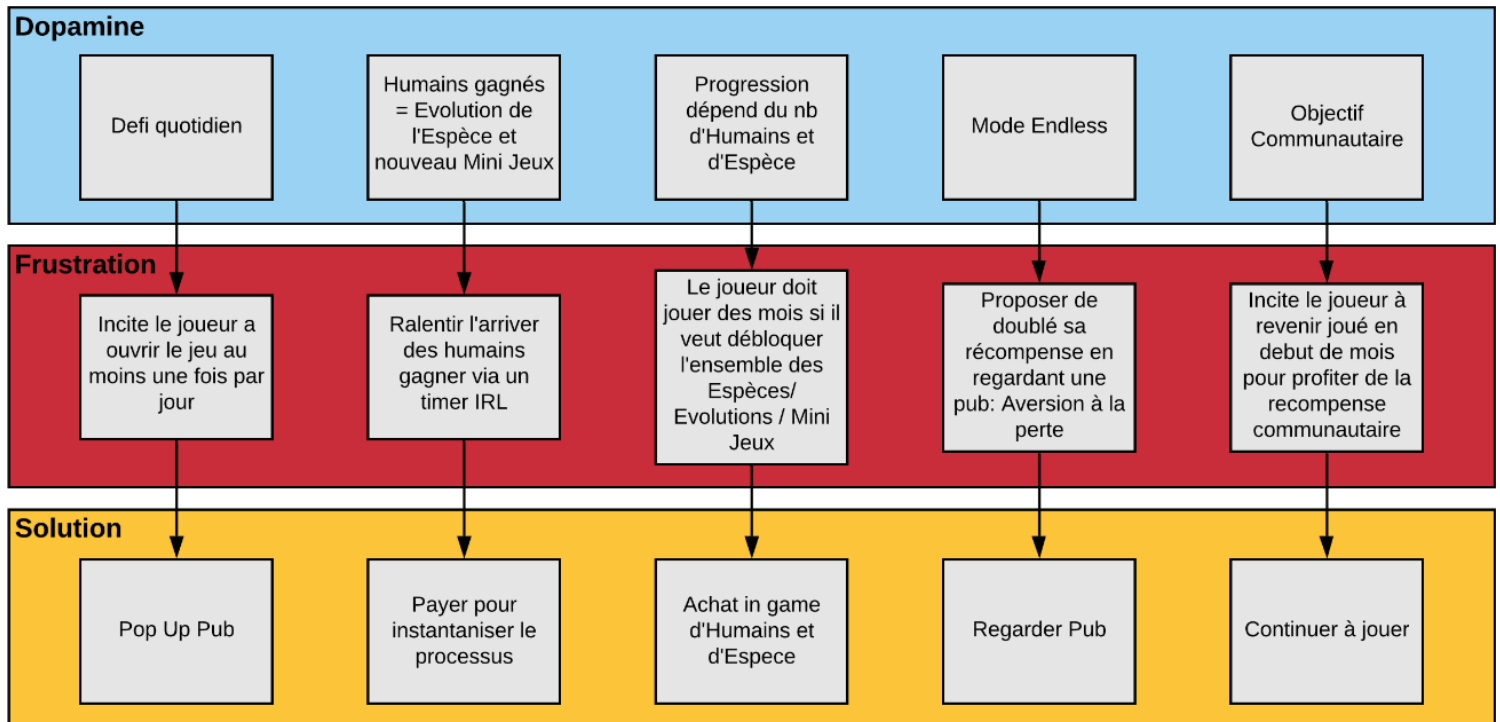 Dopamine
Defi quotidien
Humains gagnés
= Evolution de
l'Espèce et
nouveau Mini Jeux
Progression
dépend du nb
d'Humains et
d'Espèce
Mode Endless
Objectif
Communautaire
Frustration
Incite le joueur a
ouvrir le jeu au
moins une fois par
jour
Ralentir l'arriver
des humains
gagner via un
timer IRL
Le joueur doit
jouer des mois si il
veut débloquer
l'ensemble des
Espèces/
Evolutions / Mini
Jeux
Proposer de
doublé sa
récompense en
regardant une
pub: Aversion à la
perte
Incite le joueur à
revenir joué en
debut de mois
pour profiter de la
recompense
communautaire
Solution
Pop Up Pub
Payer pour
instantaniser le
processus
Achat in game
d'Humains et
d'Espece
Regarder Pub
Continuer à jouer